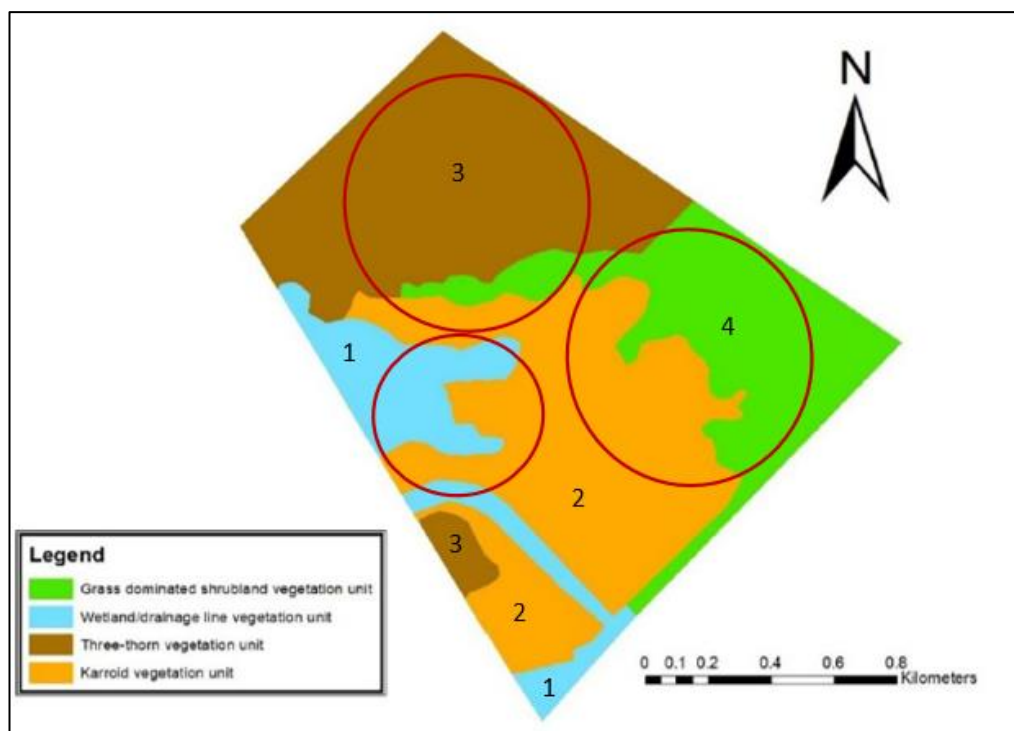 N
3
4
1
2
3
2
1
Legend
Grass dominated shrubland vegetation unit
Wetland/drainage line vegetation unit
Three-thorn vegetation unit
Karroid vegetation unit
0 0.1 0.2 0.4 0.6 0.8
Kilometers